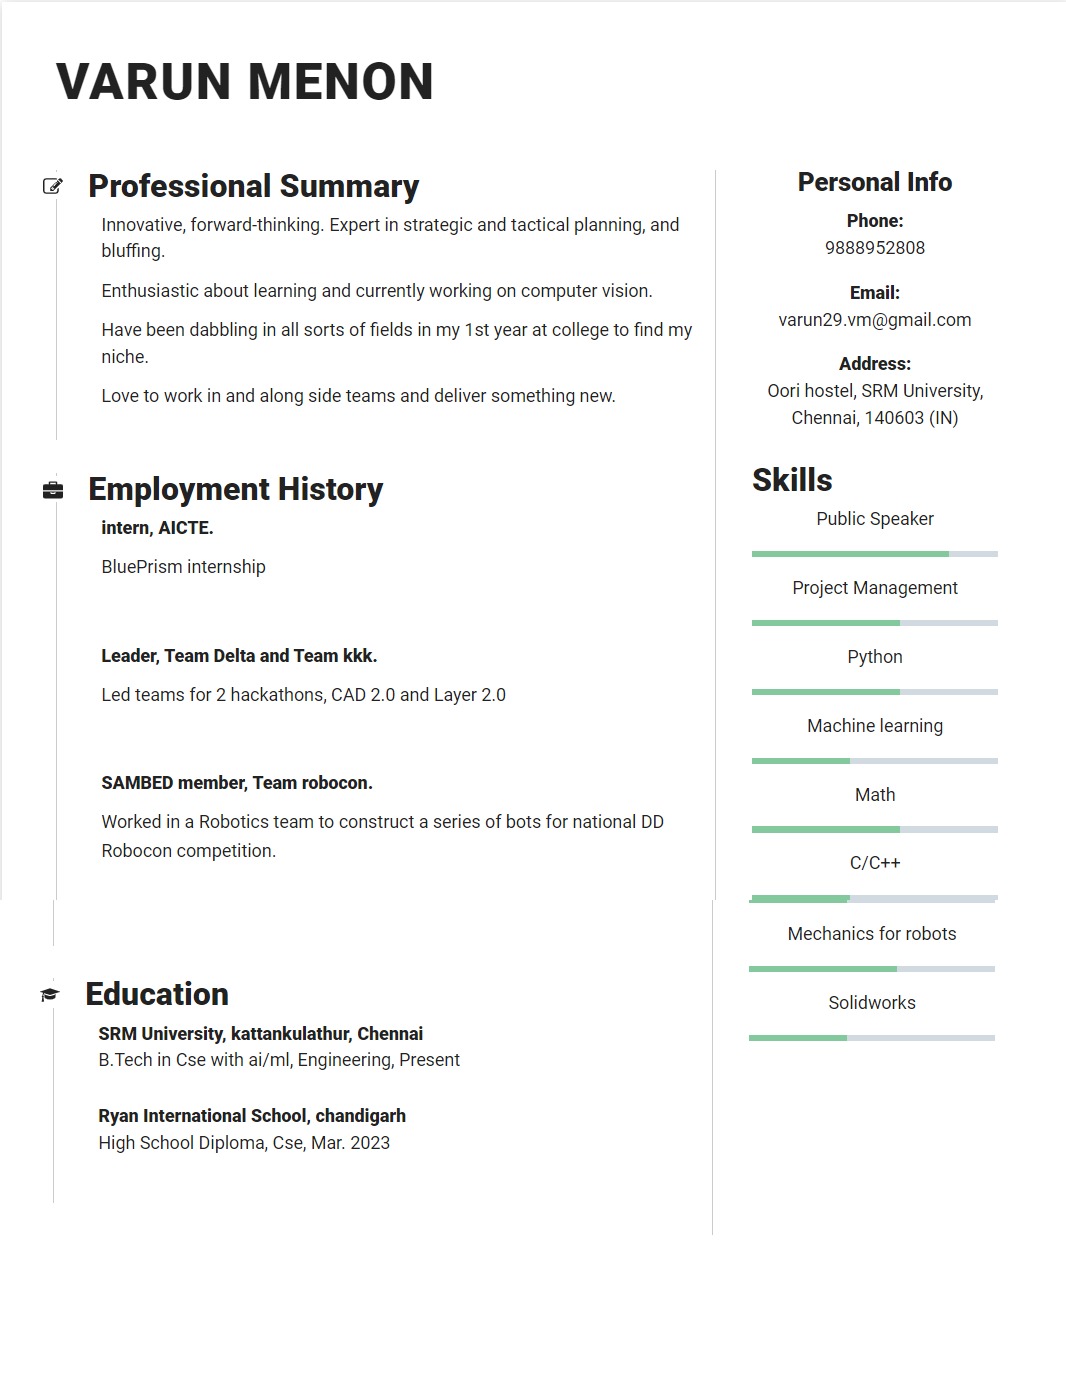 VARUN MENON
Professional Summary
Innovative, forward-thinking. Expert in strategic and tactical planning, and
bluffing.
Enthusiastic about learning and currently working on computer vision.
Have been dabbling in all sorts of fields in my 1st year at college to find my
niche.
Love to work in and along side teams and deliver something new.
Employment History
intern, AICTE.
BluePrism internship
Leader, Team Delta and Team kkk.
Led teams for 2 hackathons, CAD 2.0 and Layer 2.0
SAMBED member, Team robocon.
Worked in a Robotics team to construct a series of bots for national DD
Robocon competition.
Education
SRM University, kattankulathur, Chennai
B.Tech in Cse with ai/ml, Engineering, Present
Ryan International School, chandigarh
High School Diploma, Cse, Mar. 2023
Personal Info
Phone:
9888952808
Email:
varun29.vm@gmail.com
Address:
Oori hostel, SRM University,
Chennai, 140603 (IN)
Skills
Public Speaker
Project Management
Python
Machine learning
Math
C/C++
Mechanics for robots
Solidworks